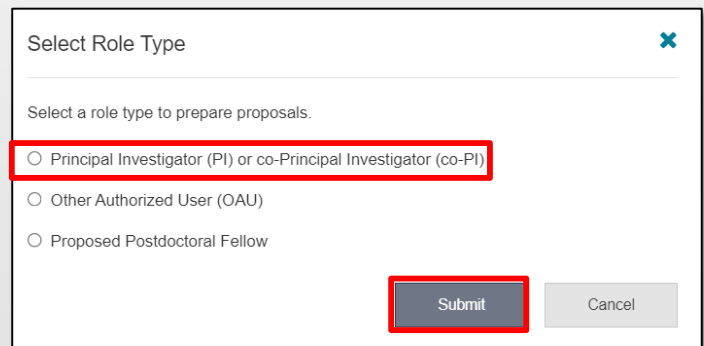 Select Role Type
Select a role type to prepare proposals.
Principal Investigator (PI) or co-Principal Investigator (co-PI)
Other Authorized User (OAU)
Proposed Postdoctoral Fellow
Submit
Cancel